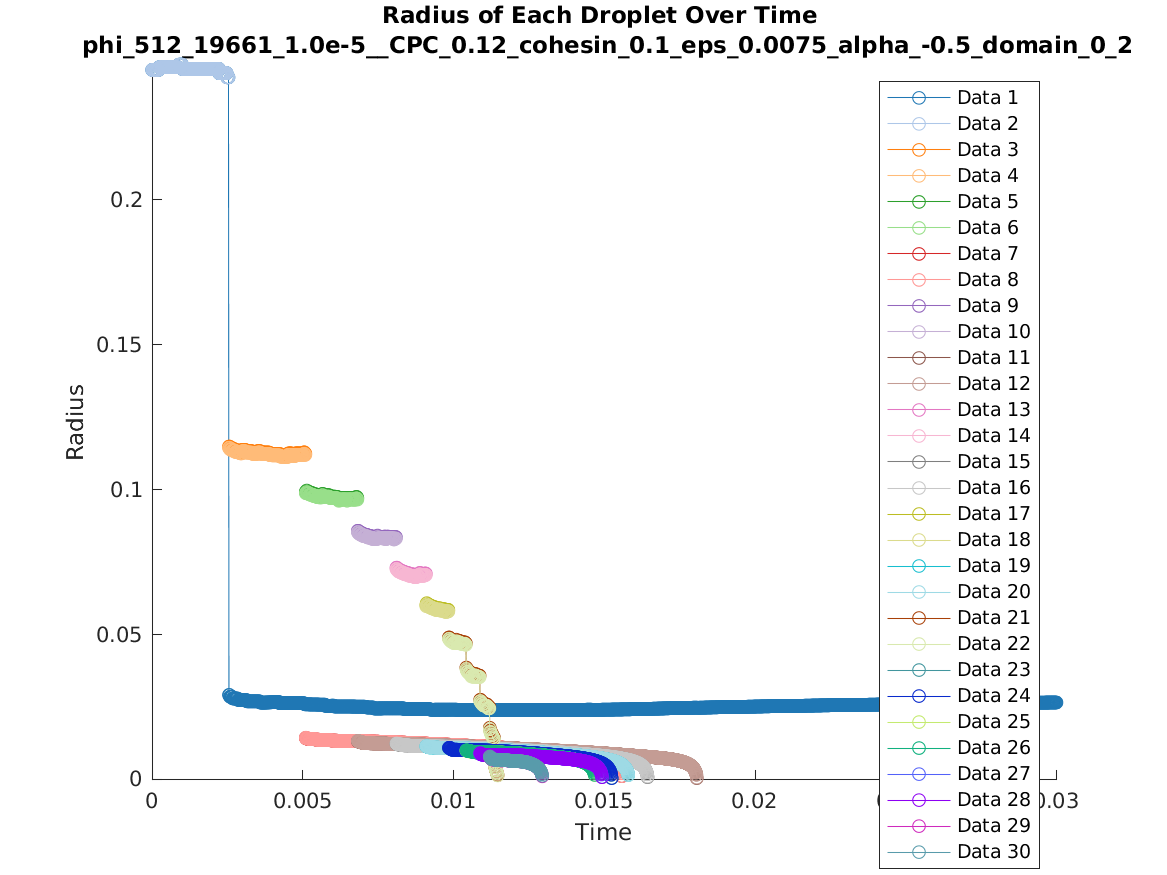 Radius of Each Droplet Over Time
phi_512_19661_1.0e-5__CPC_0.12_cohesin_0.1_eps_0.0075_alpha_-0.5_domain_0_2
Radius
0.2
0.15
0.1
0.05
0
0
0.005
0.01
0.015
0.02
0
0.03
Time
Data 1
Data 2
Data 3
Data 4
Data 5
Data 6
Data 7
Data 8
Data 9
Data 10
Data 11
Data 12
Data 13
Data 14
Data 15
Data 16
Data 17
Data 18
Data 19
Data 20
Data 21
Data 22
Data 23
Data 24
Data 25
Data 26
Data 27
Data 28
Data 29
Data 30